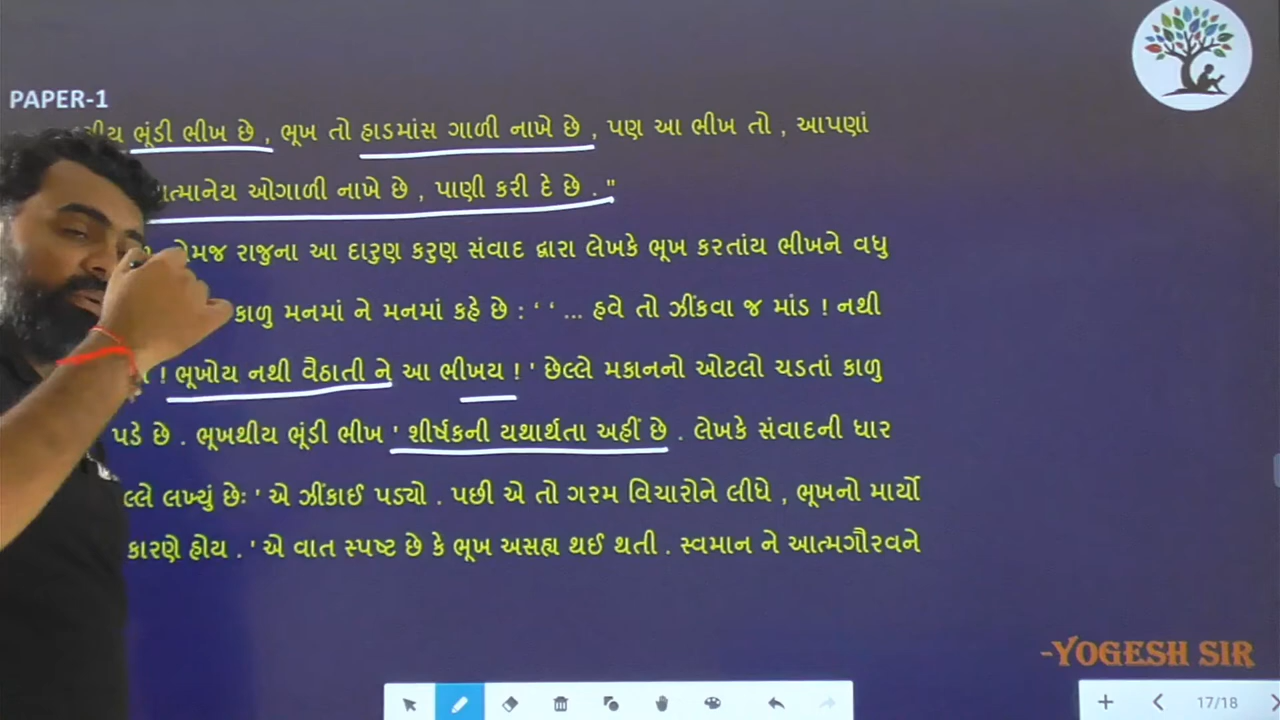 PAPER-1
ભૂંડી ભીખ છે , ભૂખ તો હાડમાંસ ગાળી નાખે છે , પણ આ ભીખ તો , આપણાં
ઓગાળી નાખે છે , પાણી કરી દે છે . "
રાજુના આ દારુણ કરુણ સંવાદ દ્વારા લેખકે ભૂખ કરતાંય ભીખને વધુ
કાળુ મનમાં ને મનમાં કહે છે : ‘ ‘ ... હવે તો ઝીંકવા જ માંડ ! નથી
! ભૂખોય નથી વૈઠાતી ને આ ભીખય ! ' છેલ્લે મકાનનો ઓટલો ચડતાં કાળુ
પડે છે . ભૂખથીય ભૂંડી ભીખ ' શીર્ષકની યથાર્થતા અહીં છે . લેખકે સંવાદની ધાર
લખ્યું છેઃ ' એ ઝીંકાઈ પડ્યો . પછી એ તો ગરમ વિચારોને લીધે , ભૂખનો માર્યો
કારણે હોય . ' એ વાત સ્પષ્ટ છે કે ભૂખ અસહ્ય થઈ થતી . સ્વમાન ને આત્મગૌરવને
-YOGESH SIR
17/18